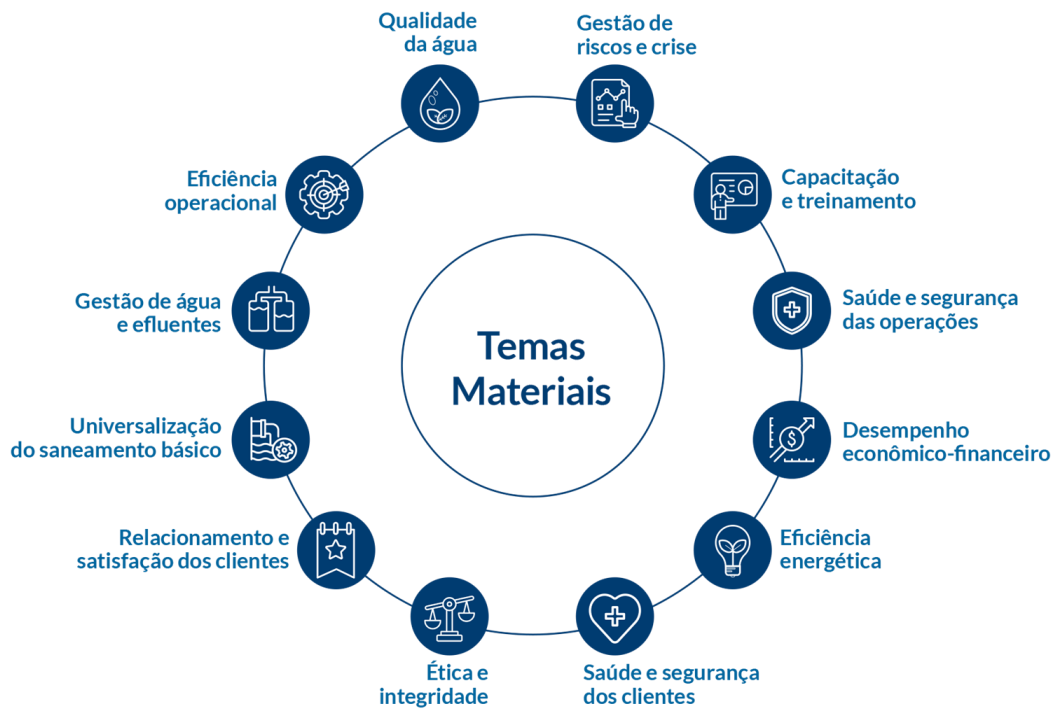 Qualidade
da água
Gestão de
riscos e crise
Eficiência
operacional
Capacitação
e treinamento
Gestão de água
e efluentes
Saúde e segurança
das operações
Temas
Materiais
Universalização
do saneamento básico
Desempenho
econômico-financeiro
Relacionamento e
satisfação dos clientes
Eficiência
energética
Ética e
integridade
Saúde e segurança
dos clientes